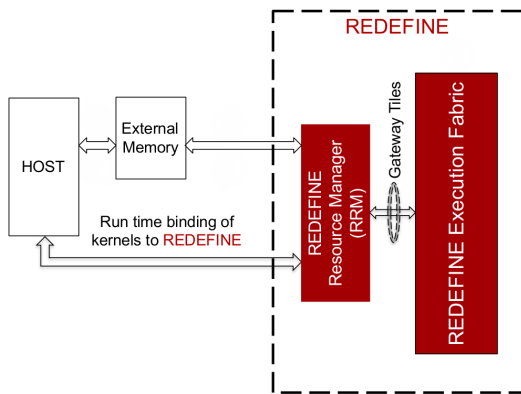 REDEFINE
HOST
External
Memory
Run time binding of
kernels to REDEFINE
REDEFINE
Resource Manager
(RRM)
Gateway Tiles
REDEFINE Execution Fabric